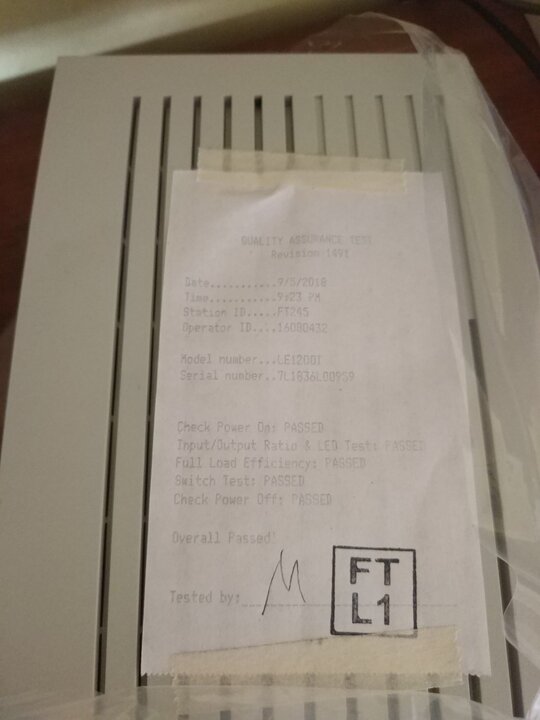 QUALITY ASSURANCE TEST
Revision 1491
Date...........9/5/2018
Time...........9:23 PM
Station ID.....FT245
Operator ID....16080432
Model number...LE1200I
Serial number..7L1836L00959
Check Power On: PASSED
Input/Output Ratio & LED Test: PASSED
Full Load Efficiency: PASSED
Switch Test: PASSED
Check Power Off: PASSED
Overall Passed!
Tested by:
FT
L1